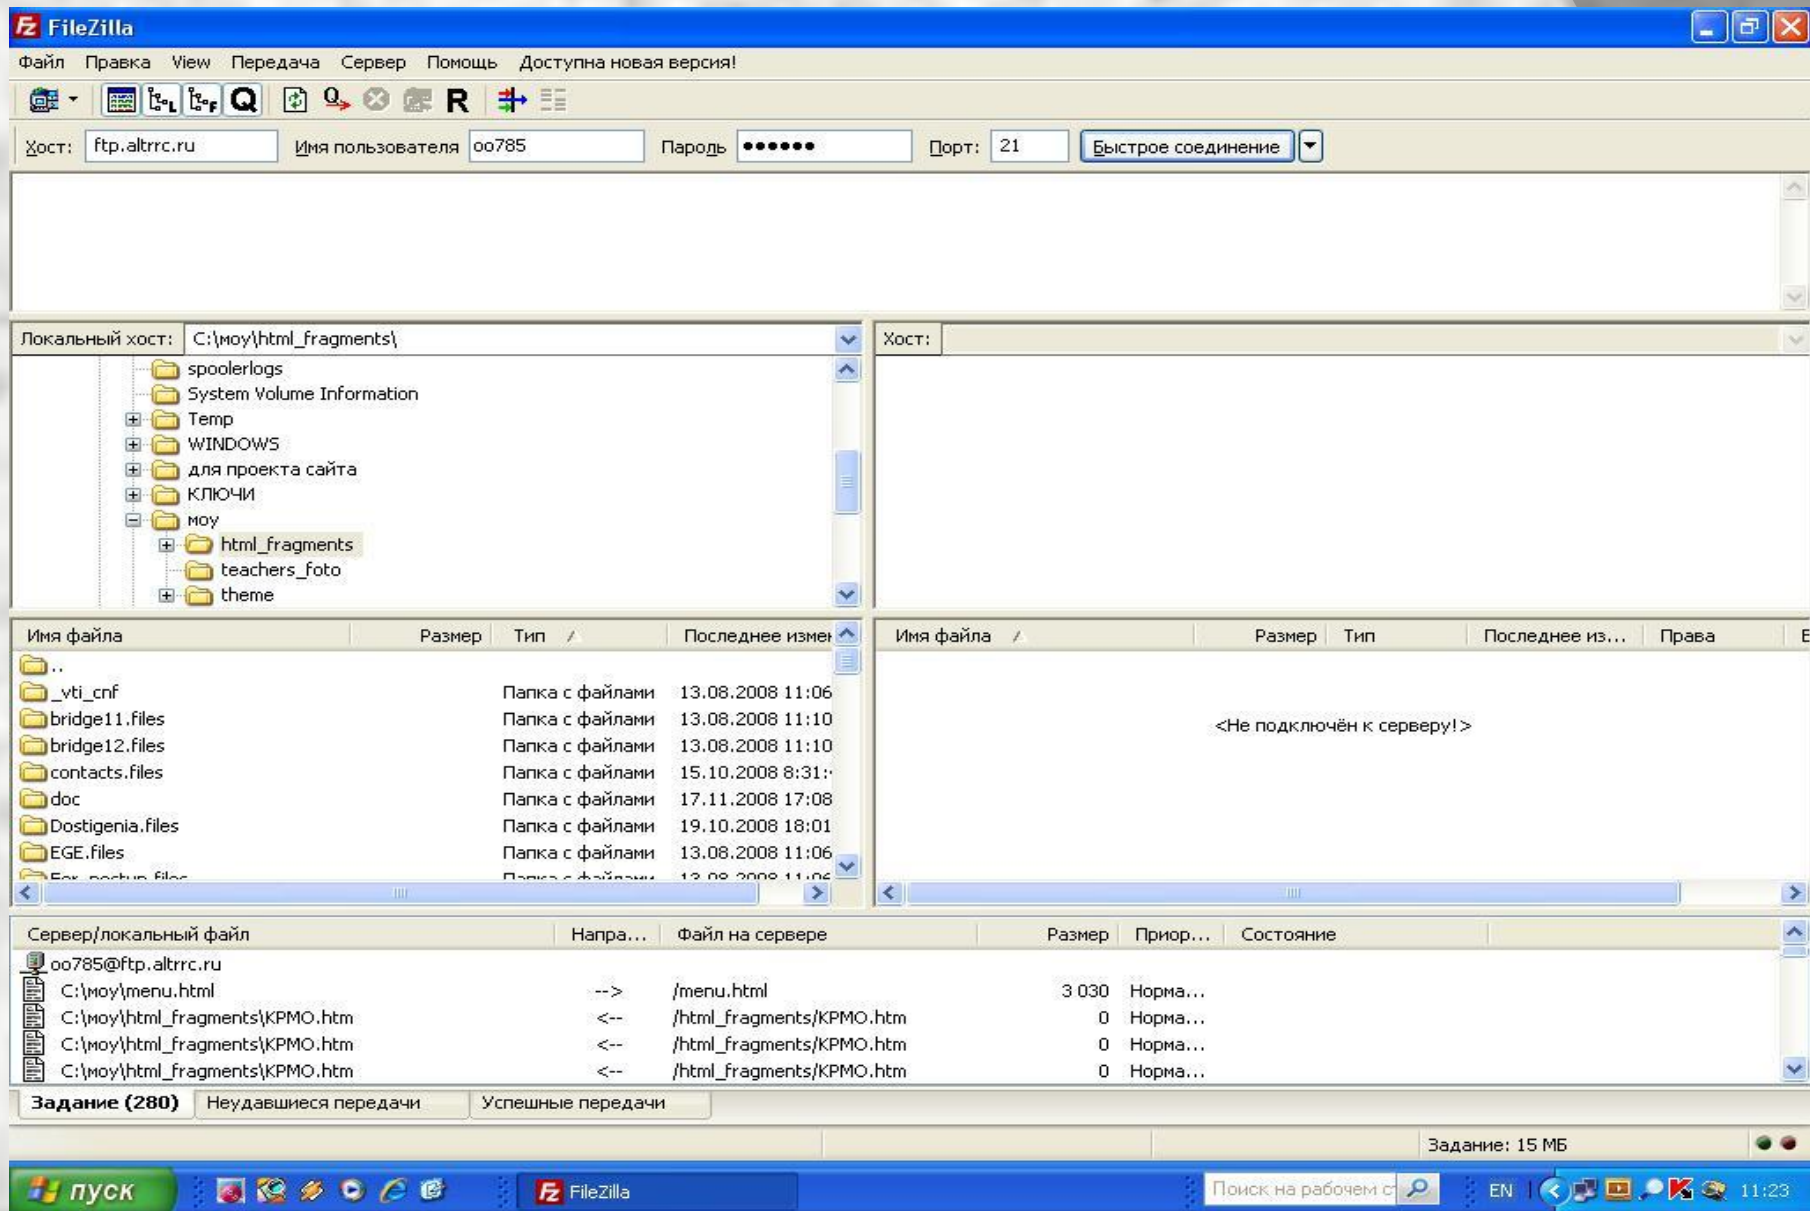 FileZilla
Файл Правка View Передача Сервер Помощь Доступна новая версия!
Хост: ftp.altrrc.ru Имя пользователя oo785 Пароль ●●●●●● Порт: 21 Быстрое соединение
Локальный хост: C:\моу\html_fragments\
spoolerlogs
System Volume Information
Temp
WINDOWS
для проекта сайта
КЛЮЧИ
моу
html_fragments
teachers_foto
theme
Хост:
Имя файла Размер Тип Последнее измен
..
_vti_cnf Папка с файлами 13.08.2008 11:06
bridge11.files Папка с файлами 13.08.2008 11:10
bridge12.files Папка с файлами 13.08.2008 11:10
contacts.files Папка с файлами 15.10.2008 8:31:
doc Папка с файлами 17.11.2008 17:08
Dostigenia.files Папка с файлами 19.10.2008 18:01
EGE.files Папка с файлами 13.08.2008 11:06
Папка с файлами 13.08.2008 11:06
Имя файла Размер Тип Последнее из... Права
<Не подключён к серверу!>
Сервер/локальный файл Напра... Файл на сервере Размер Приор... Состояние
oo785@ftp.altrrc.ru
C:\моу\menu.html --> /menu.html 3 030 Норма...
C:\моу\html_fragments\KPMO.htm <-- /html_fragments/KPMO.htm 0 Норма...
C:\моу\html_fragments\KPMO.htm <-- /html_fragments/KPMO.htm 0 Норма...
C:\моу\html_fragments\KPMO.htm <-- /html_fragments/KPMO.htm 0 Норма...
Задание (280) Неудавшиеся передачи Успешные передачи
Задание: 15 МБ
пуск FileZilla Поиск на рабочем EN 11:23